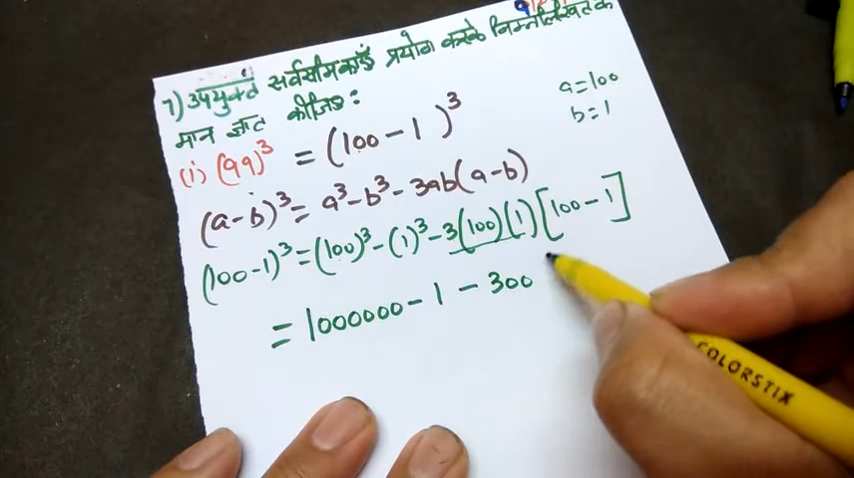 7) उपयुक्त सर्वसमिकाएँ प्रयोग करके निम्नलिखित के
मान ज्ञात कीजिए:
a=100
b=1
(i) (99)³ = (100 - 1)³
(a-b)³ = a³ - b³ - 3ab(a-b)
(100-1)³ = (100)³ - (1)³ - 3(100)(1)[100-1]
= 1000000 - 1 - 300
COLORSTIX